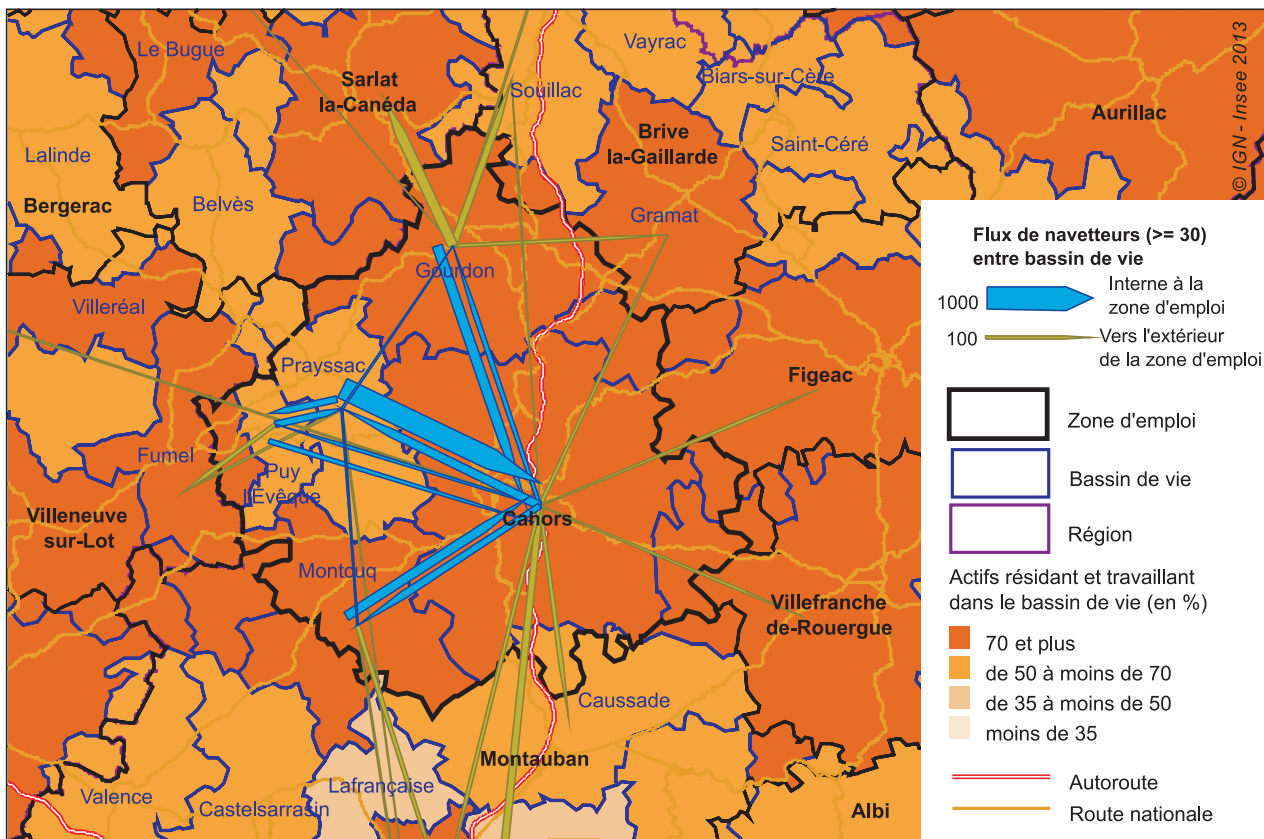 Le Bugue
Vayrac
Sarlat
la-Canéda
Souillac
Biars-sur-Cère
Aurillac
Brive
la-Gaillarde
Lalinde
Saint-Céré
Bergerac
Belvès
Gramat
Gourdon
Villeréal
Prayssac
Figeac
Fumel
Puy
l'Evêque
Villeneuve
sur-Lot
Cahors
Montcuq
Villefranche
de-Rouergue
Caussade
Montauban
Lafrançaise
Valence
Castelsarrasin
Albi
© IGN - Insee 2013
Flux de navetteurs (>= 30)
entre bassin de vie
1000
Interne à la
zone d'emploi
100
Vers l'extérieur
de la zone d'emploi
Zone d'emploi
Bassin de vie
Région
Actifs résidant et travaillant
dans le bassin de vie (en %)
70 et plus
de 50 à moins de 70
de 35 à moins de 50
moins de 35
Autoroute
Route nationale